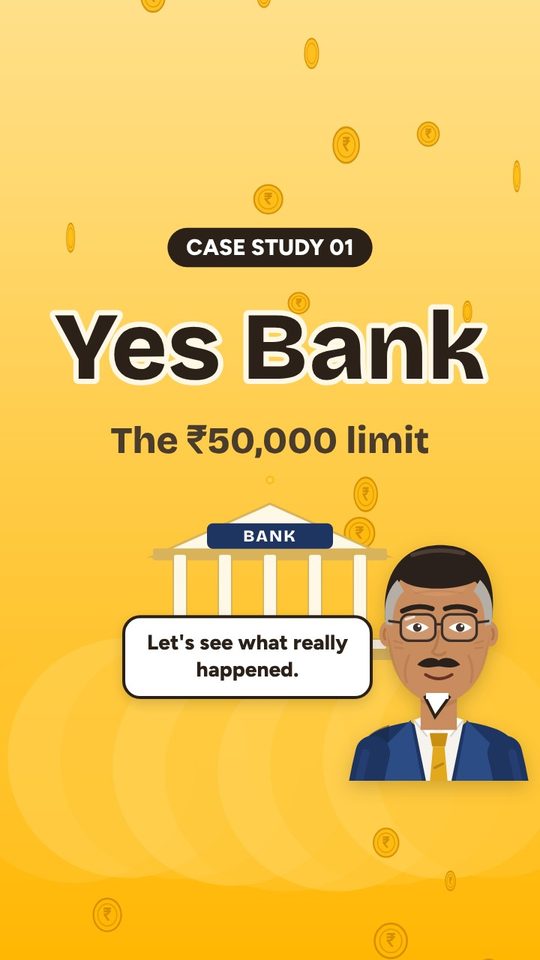 CASE STUDY 01
Yes Bank
The ₹50,000 limit
BANK
Let's see what really
happened.